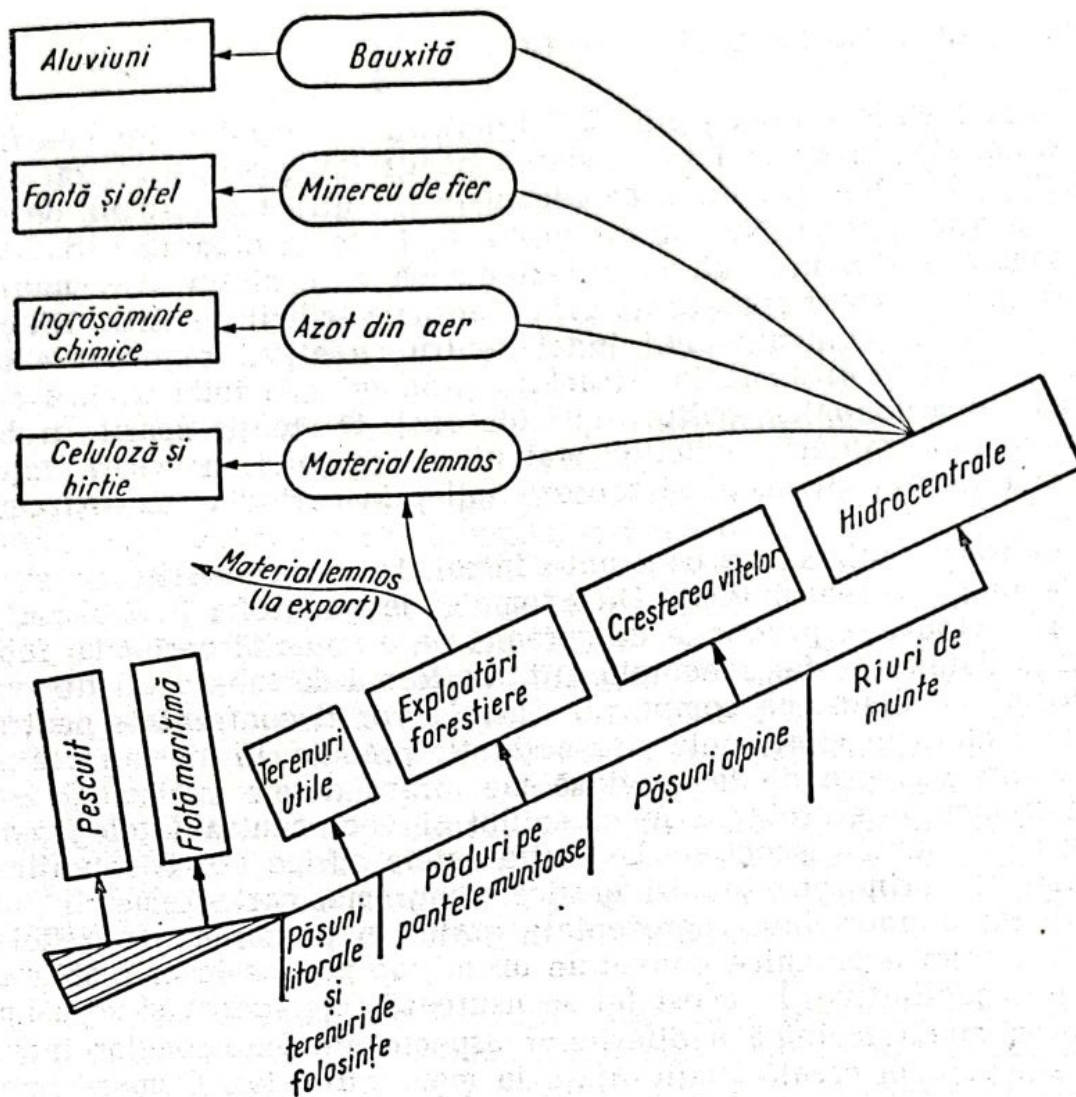 Aluviuni
Bauxită
Fontă și oțel
Minereu de fier
Ingrășăminte
chimice
Azot din aer
Celuloză și
hirtie
Material lemnos
Hidrocentrale
Material lemnos
(la export)
Creșterea vitelor
Exploatări
forestiere
Terenuri
utile
Flotă maritimă
Pescuit
Riuri de
munte
Pășuni alpine
Păduri pe
pantele muntoase
Pășuni
litorale
și
terenuri de
folosințe